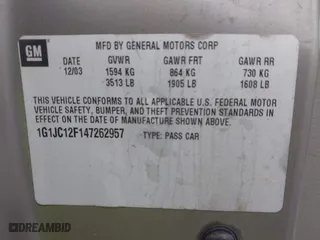 GM
MFD BY GENERAL MOTORS CORP
DATE GVWR GAWR FRT GAWR RR
12/03 1594 KG 864 KG 730 KG
3513 LB 1905 LB 1608 LB
THIS VEHICLE CONFORMS TO ALL APPLICABLE U.S. FEDERAL MOTOR
VEHICLE SAFETY, BUMPER, AND THEFT PREVENTION STANDARDS IN
EFFECT ON THE DATE OF MANUFACTURE SHOWN ABOVE.
1G1JC12F147262957 TYPE: PASS CAR
DREAMBID